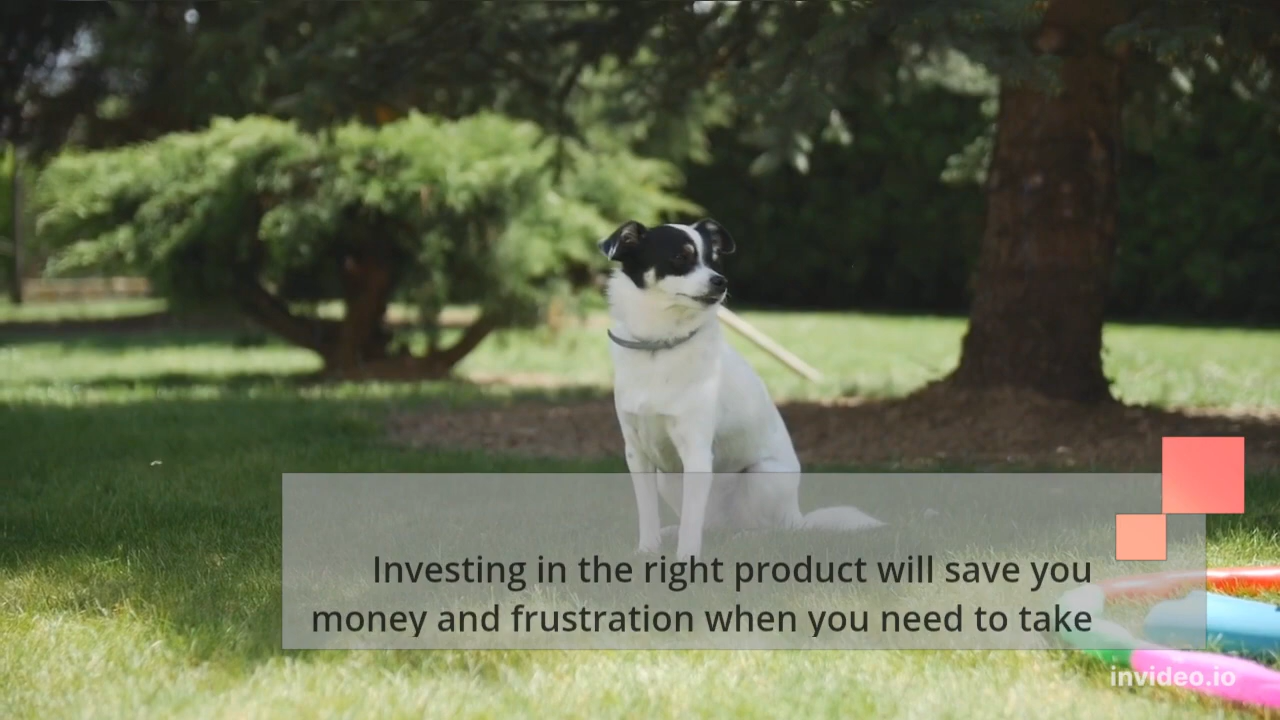 Investing in the right product will save you
money and frustration when you need to take
invideo.io